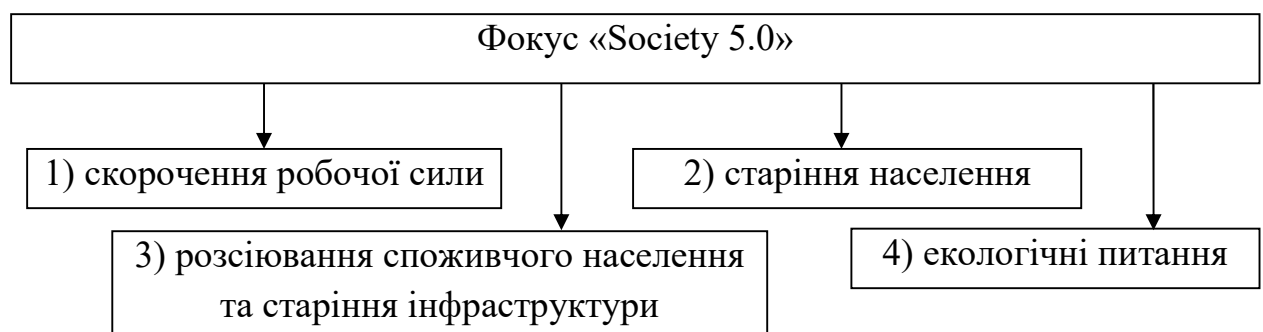 Фокус «Society 5.0»
1) скорочення робочої сили
2) старіння населення
3) розсіювання споживчого населення
та старіння інфраструктури
4) екологічні питання